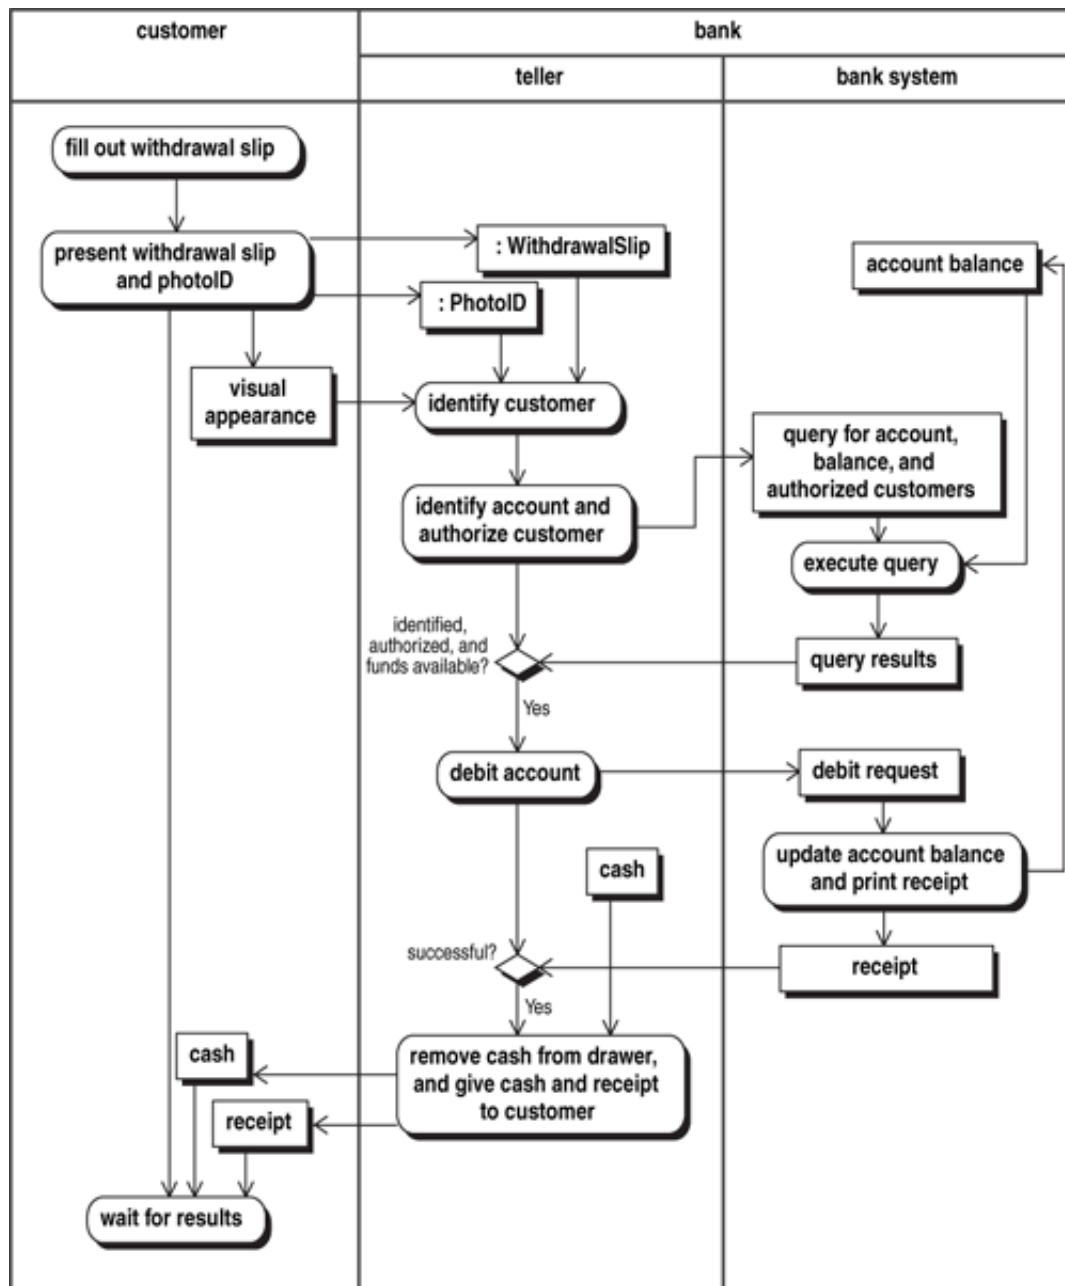 customer
bank
teller
bank system
fill out withdrawal slip
present withdrawal slip
and photoID
: WithdrawalSlip
account balance
: PhotoID
visual
appearance
identify customer
query for account,
balance, and
authorized customers
identify account and
authorize customer
execute query
identified,
authorized, and
funds available?
query results
Yes
debit account
debit request
update account balance
and print receipt
cash
successful?
receipt
Yes
remove cash from drawer,
and give cash and receipt
to customer
cash
receipt
wait for results